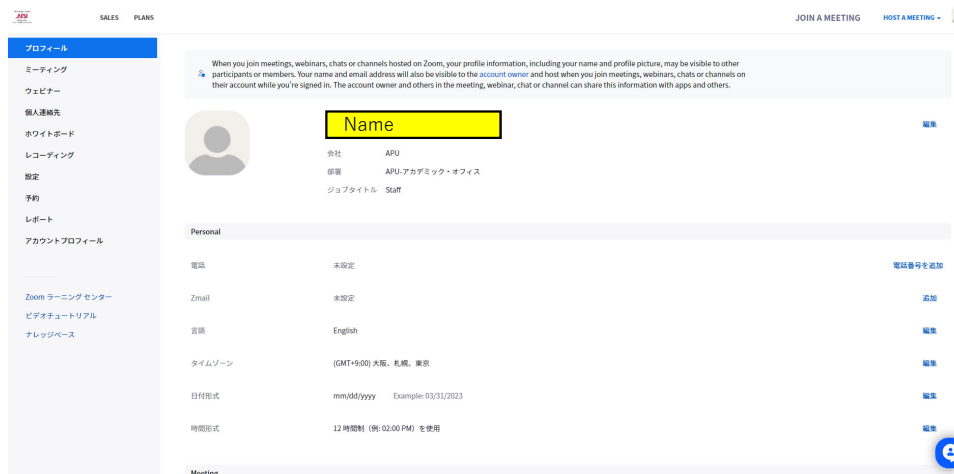 APU
SALES
PLANS
JOIN A MEETING
HOST A MEETING
プロフィール
ミーティング
ウェビナー
個人連絡先
ホワイトボード
レコーディング
設定
予約
レポート
アカウントプロフィール
Zoom ラーニング センター
ビデオチュートリアル
ナレッジベース
When you join meetings, webinars, chats or channels hosted on Zoom, your profile information, including your name and profile picture, may be visible to other
participants or members. Your name and email address will also be visible to the account owner and host when you join meetings, webinars, chats or channels on
their account while you're signed in. The account owner and others in the meeting, webinar, chat or channel can share this information with apps and others.
Name
編集
会社 APU
部署 APU-アカデミック・オフィス
ジョブタイトル Staff
Personal
電話 未設定 電話番号を追加
Zmail 未設定 追加
言語 English 編集
タイムゾーン (GMT+9:00) 大阪、札幌、東京 編集
日付形式 mm/dd/yyyy Example: 03/31/2023 編集
時間形式 12 時間制（例: 02:00 PM）を使用 編集
Meeting